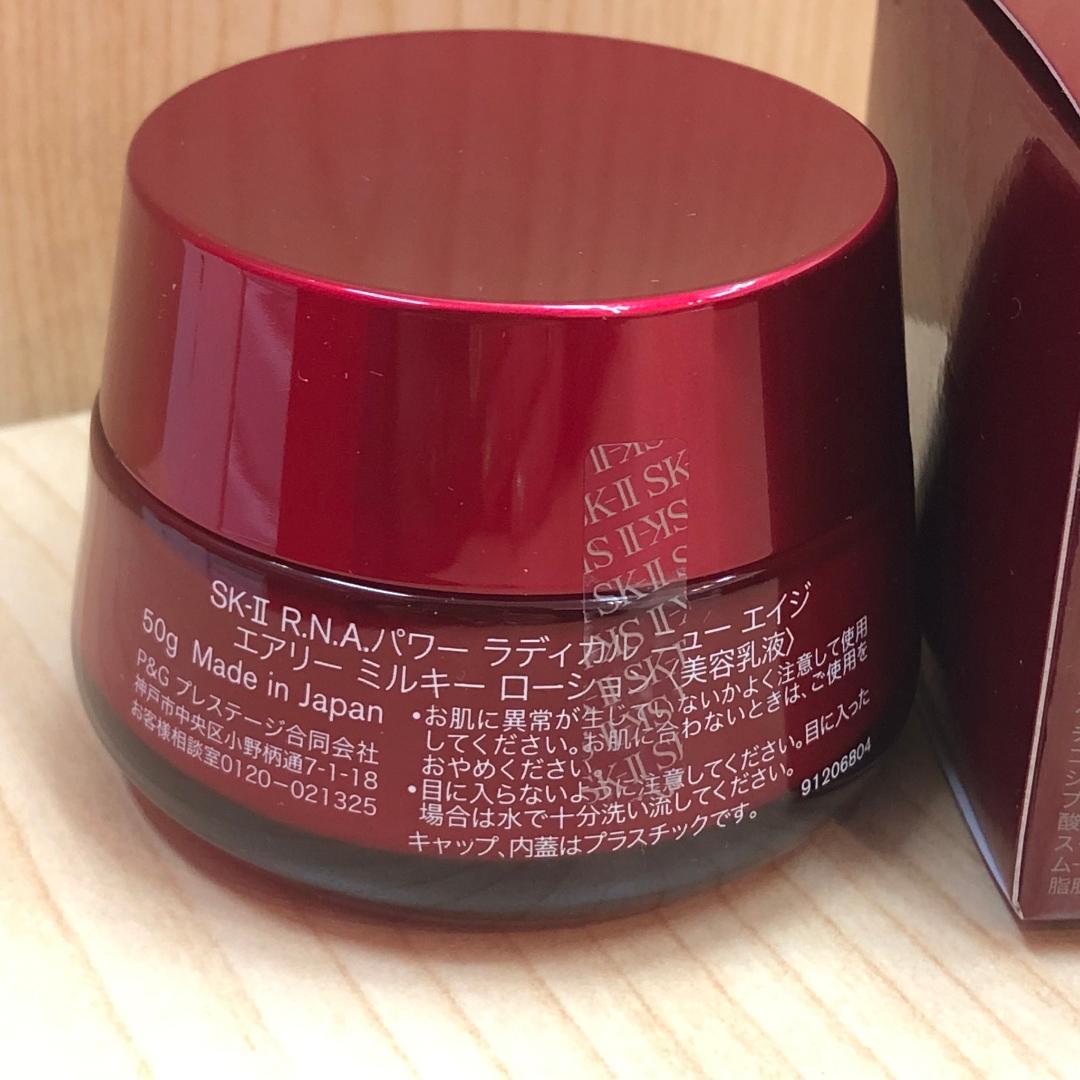 SK-II R.N.A.パワー ラディカル ニュー エイジ
エアリー ミルキー ローション〈美容乳液〉
50g Made in Japan
P&G プレステージ合同会社
神戸市中央区小野柄通7-1-18
お客様相談室0120-021325
•お肌に異常が生じていないかよく注意して使用
してください。お肌に合わないときは、ご使用を
おやめください。
•目に入らないように注意してください。目に入った
場合は水で十分洗い流してください。
キャップ、内蓋はプラスチックです。
91206804
SK-II SK
SK-II